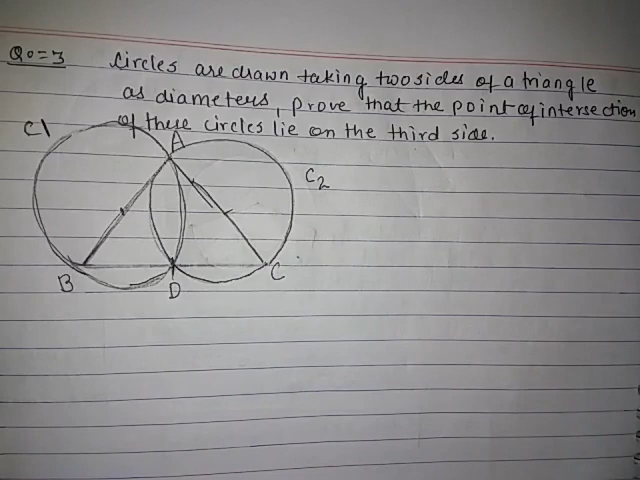 Qo=3 Circles are drawn taking two sides of a triangle
as diameters, prove that the point of intersection
of these circles lie on the third side.
C1
A
C2
B
D
C